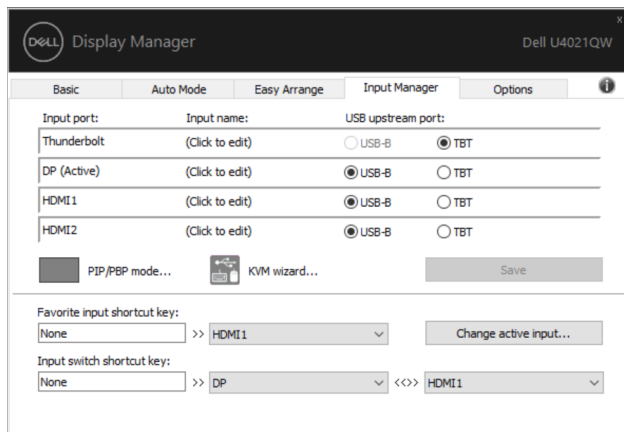 x
DELL Display Manager Dell U4021QW
Basic Auto Mode Easy Arrange Input Manager Options i
Input port: Input name: USB upstream port:
Thunderbolt (Click to edit) USB-B TBT
DP (Active) (Click to edit) USB-B TBT
HDMI1 (Click to edit) USB-B TBT
HDMI2 (Click to edit) USB-B TBT
PIP/PBP mode... KVM wizard... Save
Favorite input shortcut key:
None >> HDMI1 Change active input...
Input switch shortcut key:
None >> DP <<>> HDMI1